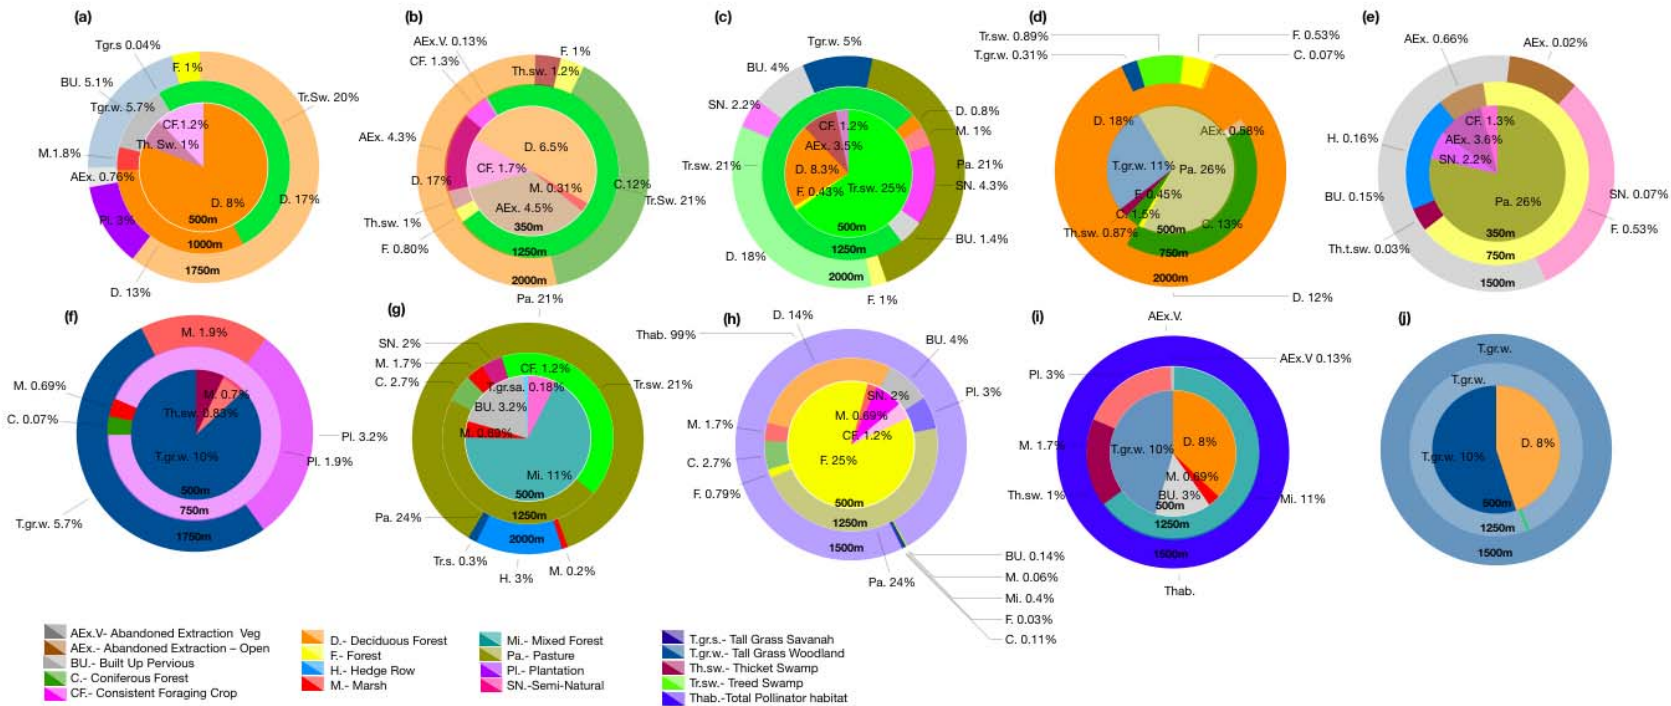 (a)
Tgr.s 0.04%
F. 1%
BU. 5.1%
Tgr.w. 5.7%
Tr.Sw. 20%
CF.1.2%
Th. Sw. 1%
M.1.8%
AEx. 0.76%
Pl. 3%
D. 8%
D. 17%
500m
1000m
1750m
D. 13%
(b)
AEx.V. 0.13%
F. 1%
CF. 1.3%
Th.sw. 1.2%
AEx. 4.3%
D. 6.5%
CF. 1.7%
D. 17%
M. 0.31%
C.12%
Tr.Sw. 21%
AEx. 4.5%
Th.sw. 1%
350m
F. 0.80%
1250m
2000m
(c)
Tgr.w. 5%
BU. 4%
SN. 2.2%
D. 0.8%
CF. 1.2%
M. 1%
AEx. 3.5%
Tr.sw. 21%
Pa. 21%
D. 8.3%
SN. 4.3%
F. 0.43%
Tr.sw. 25%
500m
BU. 1.4%
1250m
D. 18%
2000m
F. 1%
(d)
Tr.sw. 0.89%
F. 0.53%
T.gr.w. 0.31%
C. 0.07%
D. 18%
AEx. 0.58%
T.gr.w. 11%
Pa. 26%
F. 0.45%
C. 1.5%
C. 13%
Th.sw. 0.87%
500m
750m
2000m
D. 12%
(e)
AEx. 0.66%
AEx. 0.02%
CF. 1.3%
H. 0.16%
AEx. 3.6%
SN. 2.2%
BU. 0.15%
Pa. 26%
SN. 0.07%
F. 0.53%
Th.t.sw. 0.03%
350m
750m
1500m
(f)
M. 1.9%
M. 0.69%
M. 0.7%
Th.sw. 0.83%
C. 0.07%
Pl. 3.2%
T.gr.w. 10%
Pl. 1.9%
500m
750m
T.gr.w. 5.7%
1750m
(g)
Pa. 21%
SN. 2%
M. 1.7%
CF. 1.2%
C. 2.7%
T.gr.sa. 0.18%
Tr.sw. 21%
BU. 3.2%
M. 0.69%
Mi. 11%
500m
Pa. 24%
1250m
2000m
Tr.s. 0.3%
H. 3%
M. 0.2%
(h)
D. 14%
Thab. 99%
BU. 4%
SN. 2%
Pl. 3%
M. 0.69%
M. 1.7%
CF. 1.2%
C. 2.7%
F. 25%
F. 0.79%
500m
1250m
1500m
Pa. 24%
BU. 0.14%
M. 0.06%
Mi. 0.4%
F. 0.03%
C. 0.11%
(i)
AEx.V.
AEx.V 0.13%
Pl. 3%
M. 1.7%
T.gr.w. 10%
D. 8%
M. 0.69%
Th.sw. 1%
BU. 3%
Mi. 11%
500m
1250m
1500m
Thab.
(j)
T.gr.w.
T.gr.w.
D. 8%
T.gr.w. 10%
500m
1250m
1500m
AEx.V- Abandoned Extraction Veg
AEx.- Abandoned Extraction – Open
BU.- Built Up Pervious
C.- Coniferous Forest
CF.- Consistent Foraging Crop
D.- Deciduous Forest
F.- Forest
H.- Hedge Row
M.- Marsh
Mi.- Mixed Forest
Pa.- Pasture
Pl.- Plantation
SN.-Semi-Natural
T.gr.s.- Tall Grass Savanah
T.gr.w.- Tall Grass Woodland
Th.sw.- Thicket Swamp
Tr.sw.- Treed Swamp
Thab.-Total Pollinator habitat